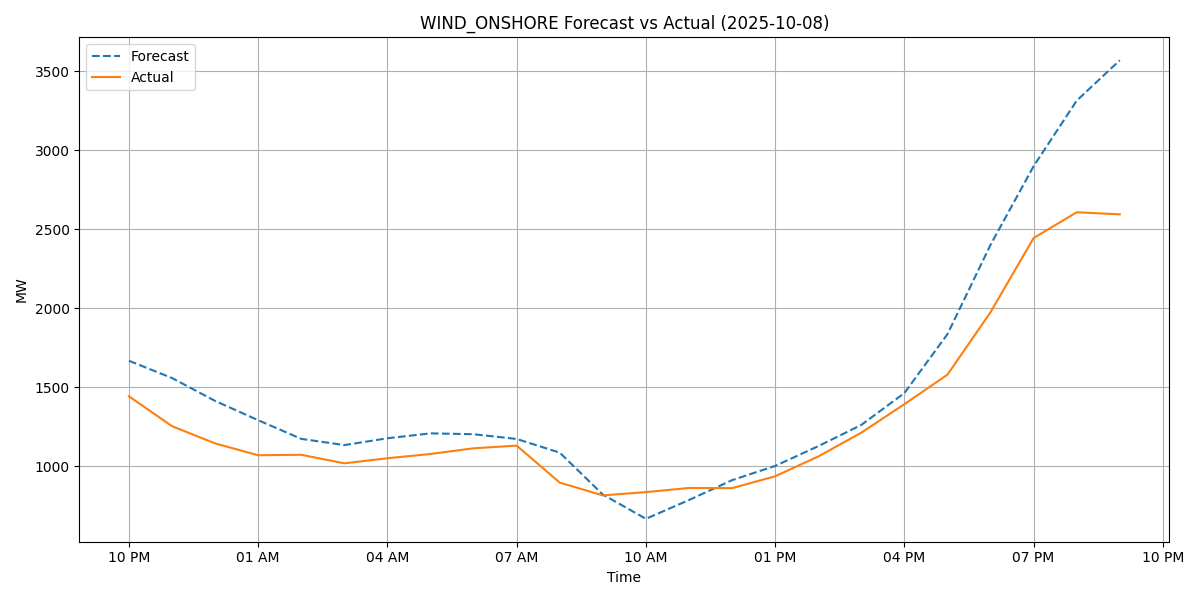 WIND_ONSHORE Forecast vs Actual (2025-10-08)
Forecast
Actual
3500
3000
2500
2000
1500
1000
MW
10 PM 01 AM 04 AM 07 AM 10 AM 01 PM 04 PM 07 PM 10 PM
Time